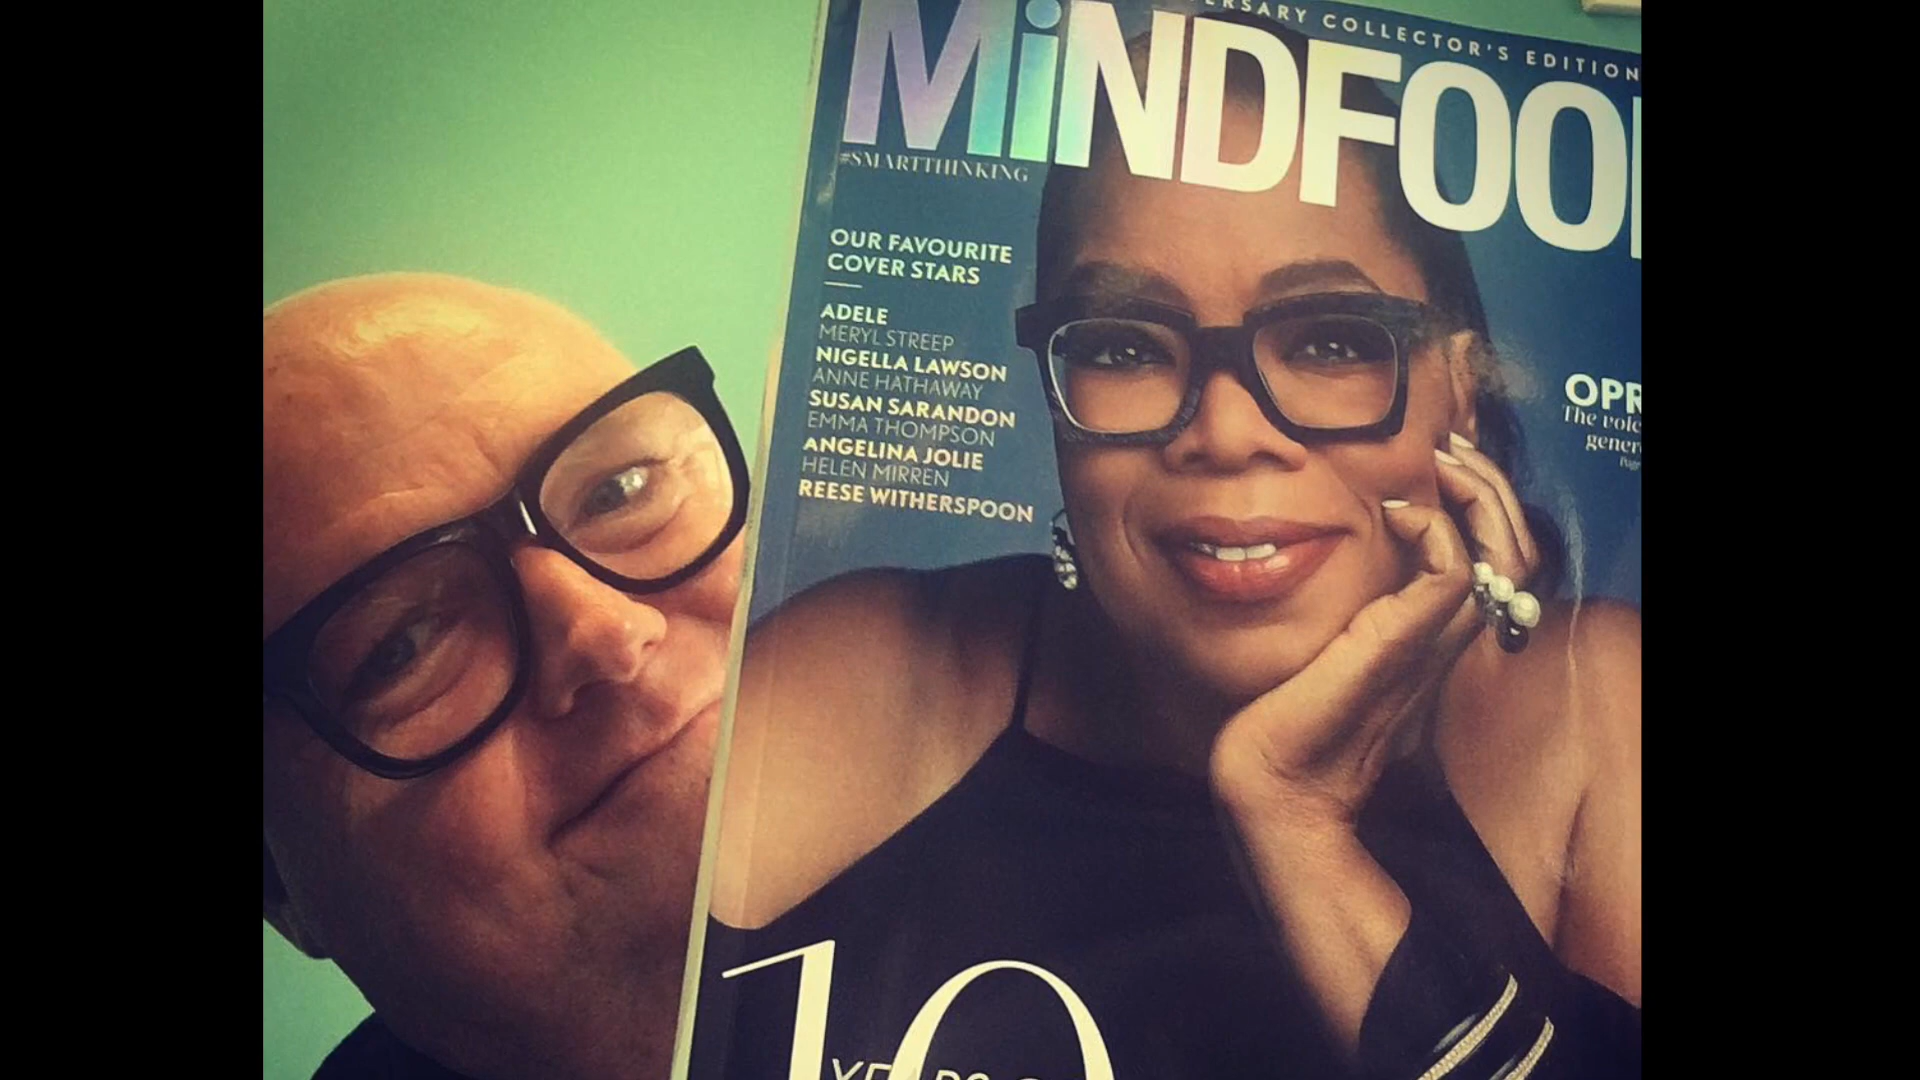 COLLECTOR'S EDITION
MiNDFOO
#SMARTTHINKING
OUR FAVOURITE
COVER STARS
ADELE
MERYL STREEP
NIGELLA LAWSON
ANNE HATHAWAY
SUSAN SARANDON
EMMA THOMPSON
ANGELINA JOLIE
HELEN MIRREN
REESE WITHERSPOON
OPR
The voic
gener
10
YEARS